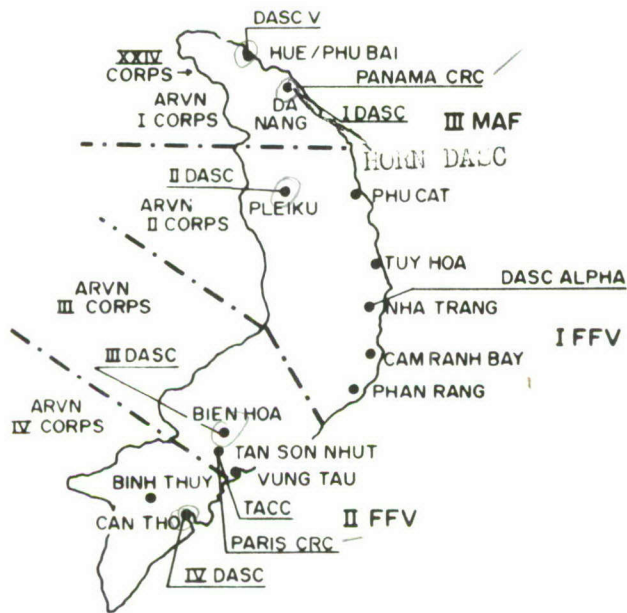 DASC V
HUE/PHU BAI
XXIV
CORPS
PANAMA CRC
ARVN
I CORPS
DA
NANG
I DASC
III MAF
HORN DASC
II DASC
PLEIKU
PHU CAT
ARVN
II CORPS
TUY HOA
DASC ALPHA
ARVN
III CORPS
NHA TRANG
I FFV
III DASC
CAM RANH BAY
ARVN
IV CORPS
BIEN HOA
PHAN RANG
TAN SON NHUT
BINH THUY
VUNG TAU
TACC
CAN THO
II FFV
PARIS CRC
IV DASC